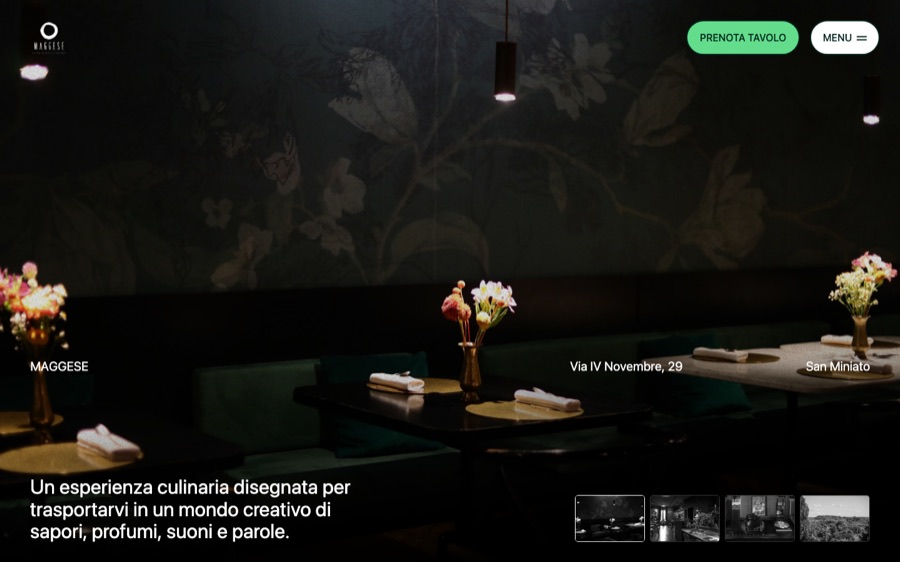 MAGGESE
PRENOTA TAVOLO
MENU
MAGGESE
Via IV Novembre, 29
San Miniato
Un esperienza culinaria disegnata per
trasportarvi in un mondo creativo di
sapori, profumi, suoni e parole.